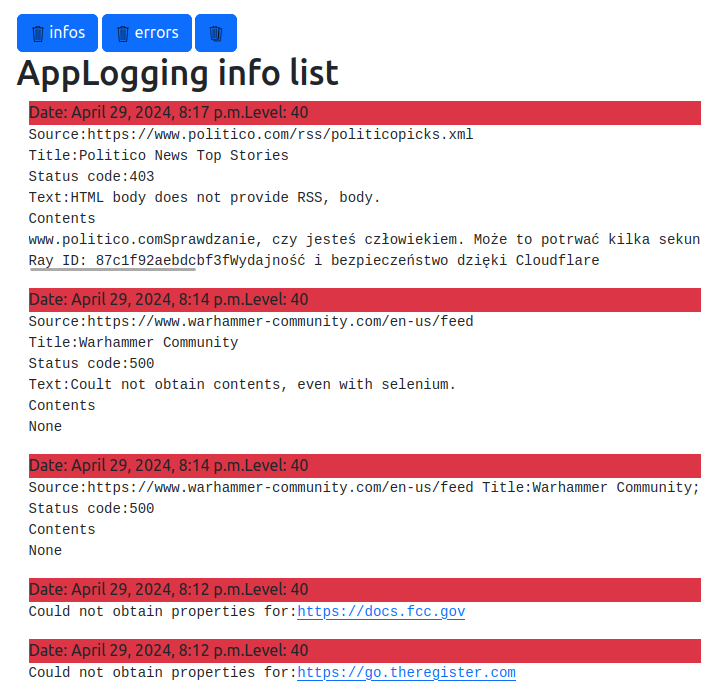 infos errors
AppLogging info list
Date: April 29, 2024, 8:17 p.m.Level: 40
Source:https://www.politico.com/rss/politicopicks.xml
Title:Politico News Top Stories
Status code:403
Text:HTML body does not provide RSS, body.
Contents
www.politico.comSprawdzanie, czy jesteś człowiekiem. Może to potrwać kilka sekun
Ray ID: 87c1f92aebdcbf3fWydajność i bezpieczeństwo dzięki Cloudflare
Date: April 29, 2024, 8:14 p.m.Level: 40
Source:https://www.warhammer-community.com/en-us/feed
Title:Warhammer Community
Status code:500
Text:Coult not obtain contents, even with selenium.
Contents
None
Date: April 29, 2024, 8:14 p.m.Level: 40
Source:https://www.warhammer-community.com/en-us/feed Title:Warhammer Community;
Status code:500
Contents
None
Date: April 29, 2024, 8:12 p.m.Level: 40
Could not obtain properties for:https://docs.fcc.gov
Date: April 29, 2024, 8:12 p.m.Level: 40
Could not obtain properties for:https://go.theregister.com